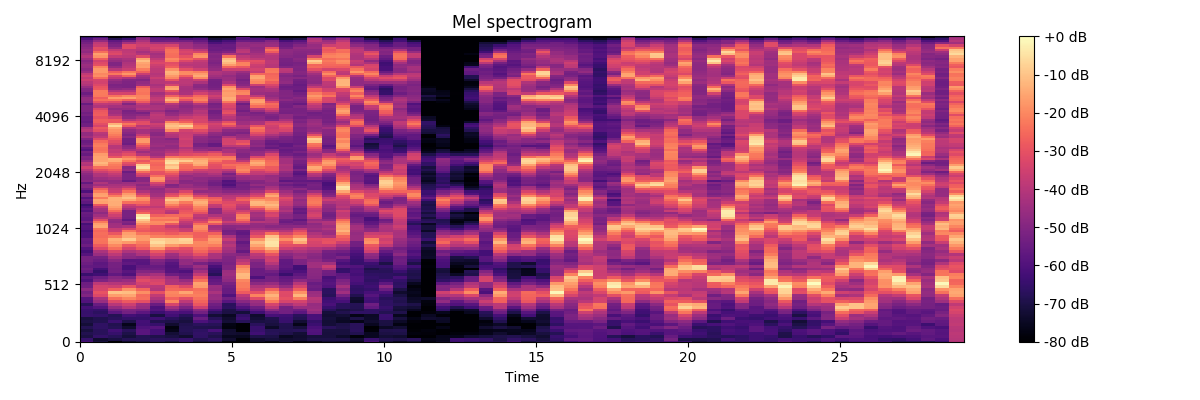 Mel spectrogram
8192
4096
2048
1024
512
0
Hz
0 5 10 15 20 25
Time
+0 dB
-10 dB
-20 dB
-30 dB
-40 dB
-50 dB
-60 dB
-70 dB
-80 dB